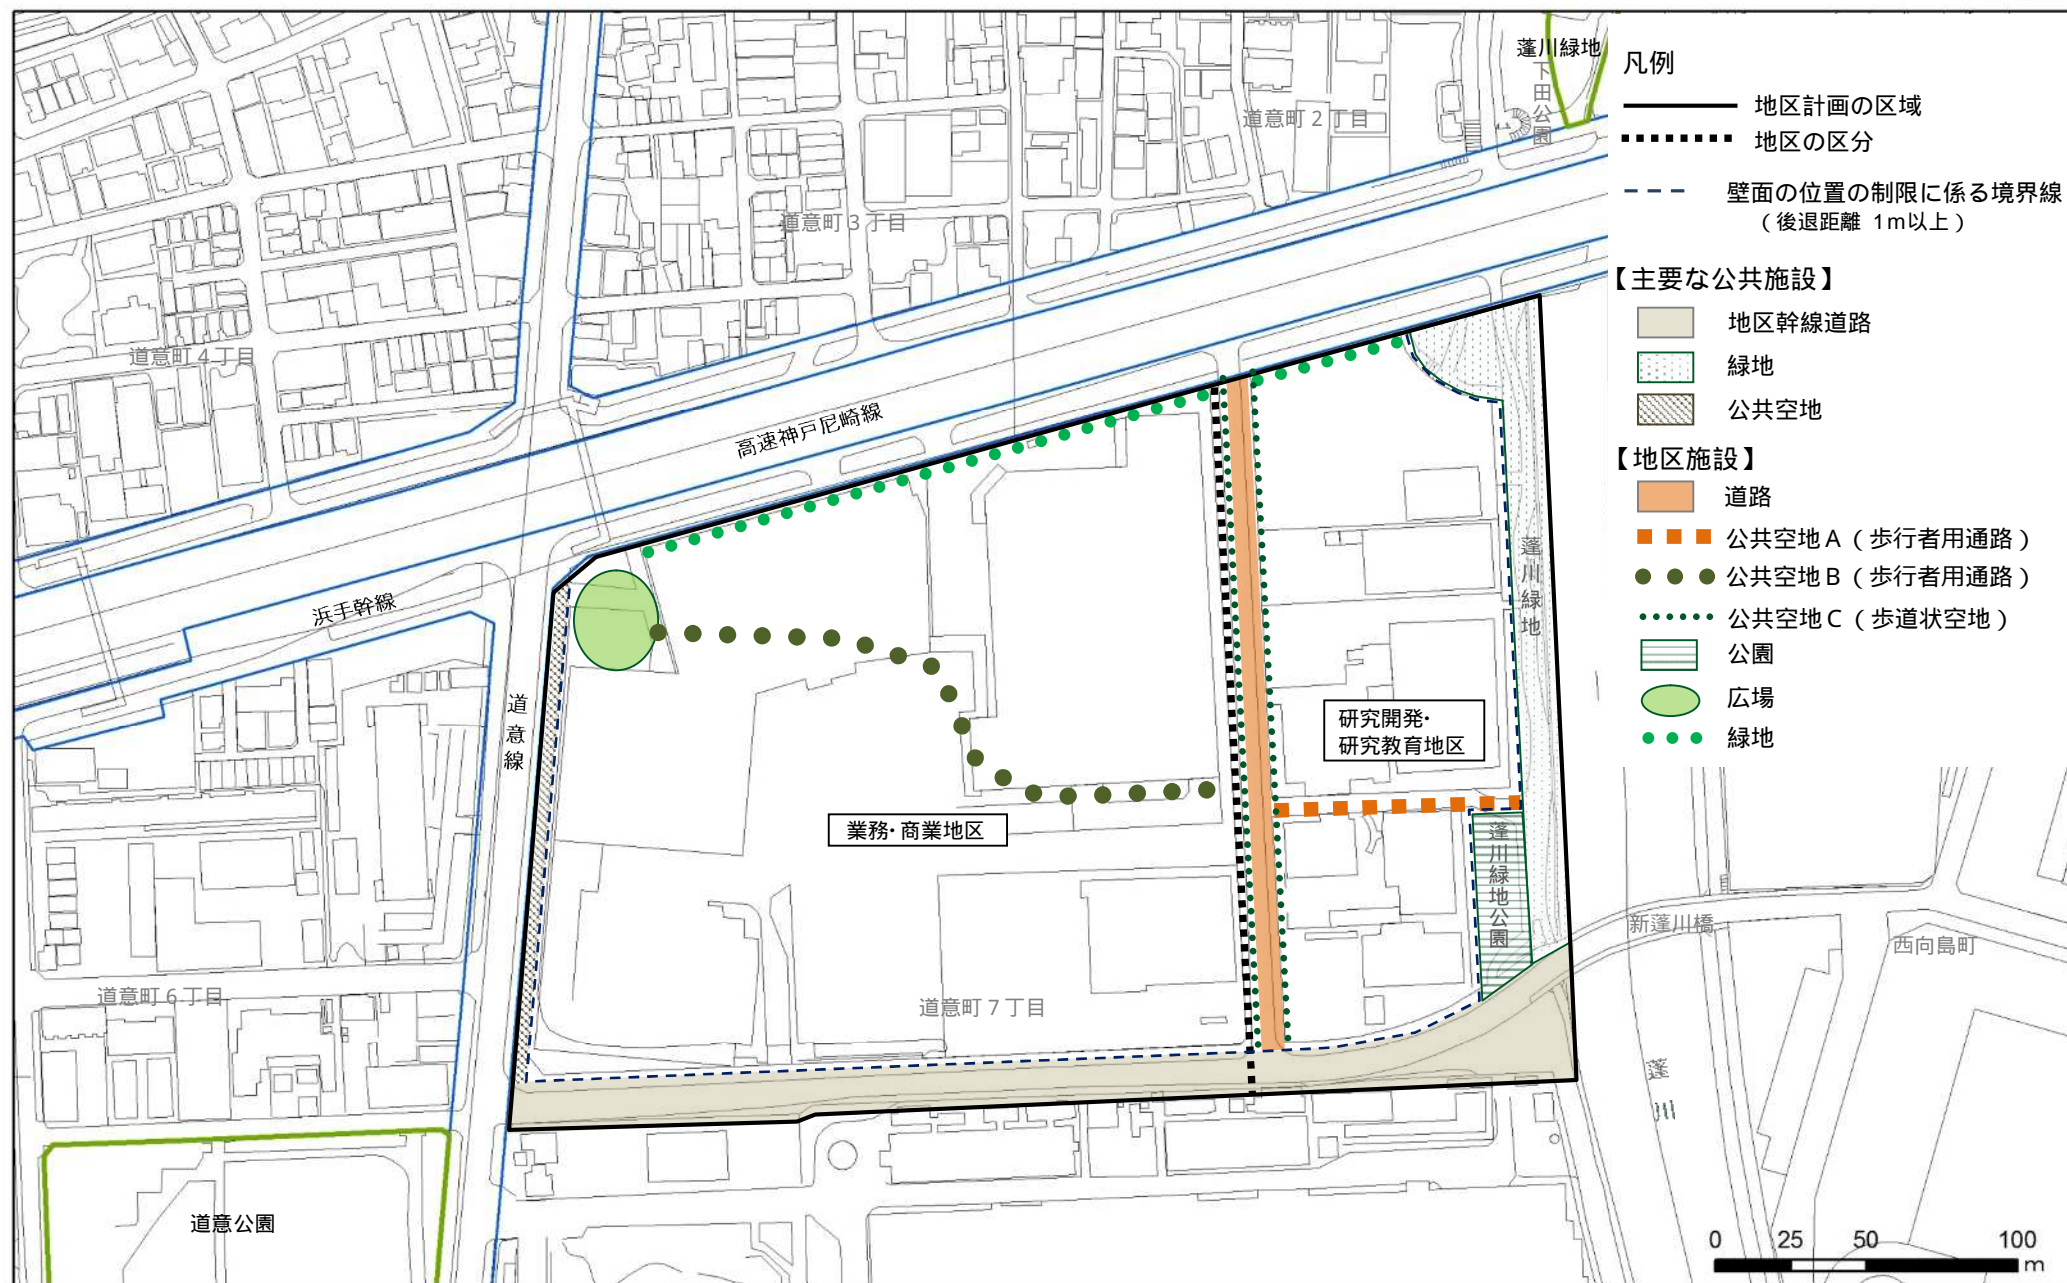 蓬川緑地
下田公園
道意町２丁目
道意町３丁目
道意町４丁目
高速神戸尼崎線
浜手幹線
道意線
蓬川緑地
研究開発・
研究教育地区
業務・商業地区
蓬川緑地公園
新蓬川橋
西向島町
道意町６丁目
道意町７丁目
蓬川
道意公園
凡例
地区計画の区域
地区の区分
壁面の位置の制限に係る境界線
（後退距離 1m以上）
【主要な公共施設】
地区幹線道路
緑地
公共空地
【地区施設】
道路
公共空地Ａ（歩行者用通路）
公共空地Ｂ（歩行者用通路）
公共空地Ｃ（歩道状空地）
公園
広場
緑地
0 25 50 100
m